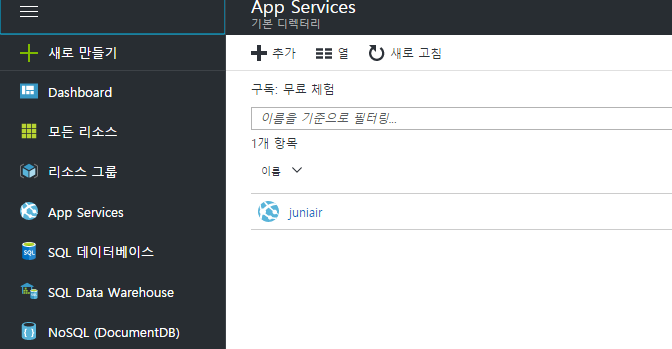 App Services
기본 디렉터리
새로 만들기
Dashboard
모든 리소스
리소스 그룹
App Services
SQL 데이터베이스
SQL Data Warehouse
NoSQL (DocumentDB)
추가 열 새로 고침
구독: 무료 체험
이름을 기준으로 필터링...
1개 항목
이름
juniair